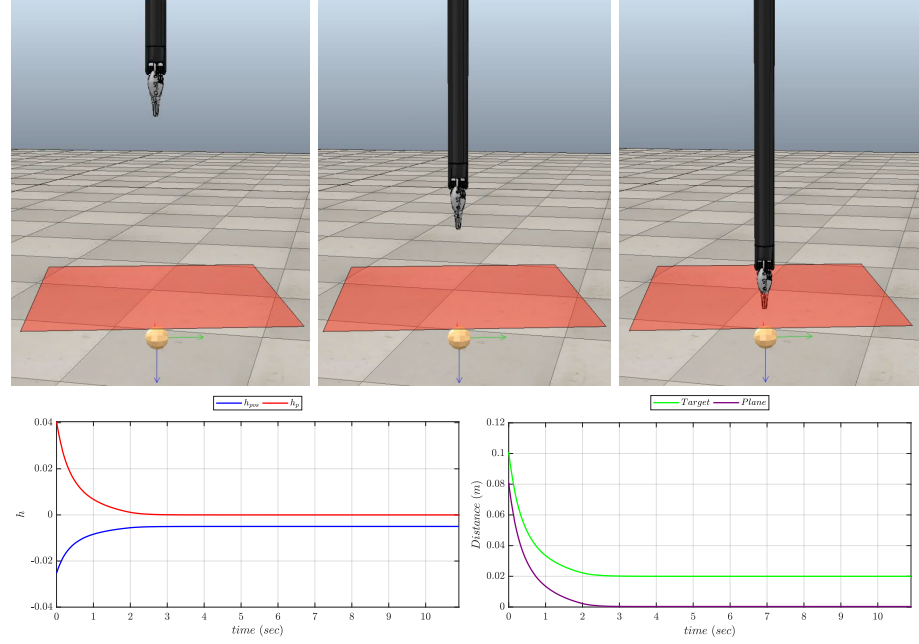 h_{pos} h_p
0.04
0.02
0
-0.02
-0.04
h
0 1 2 3 4 5 6 7 8 9 10
time (sec)
Target Plane
0.12
0.1
0.08
0.06
0.04
0.02
0
Distance (m)
0 1 2 3 4 5 6 7 8 9 10
time (sec)